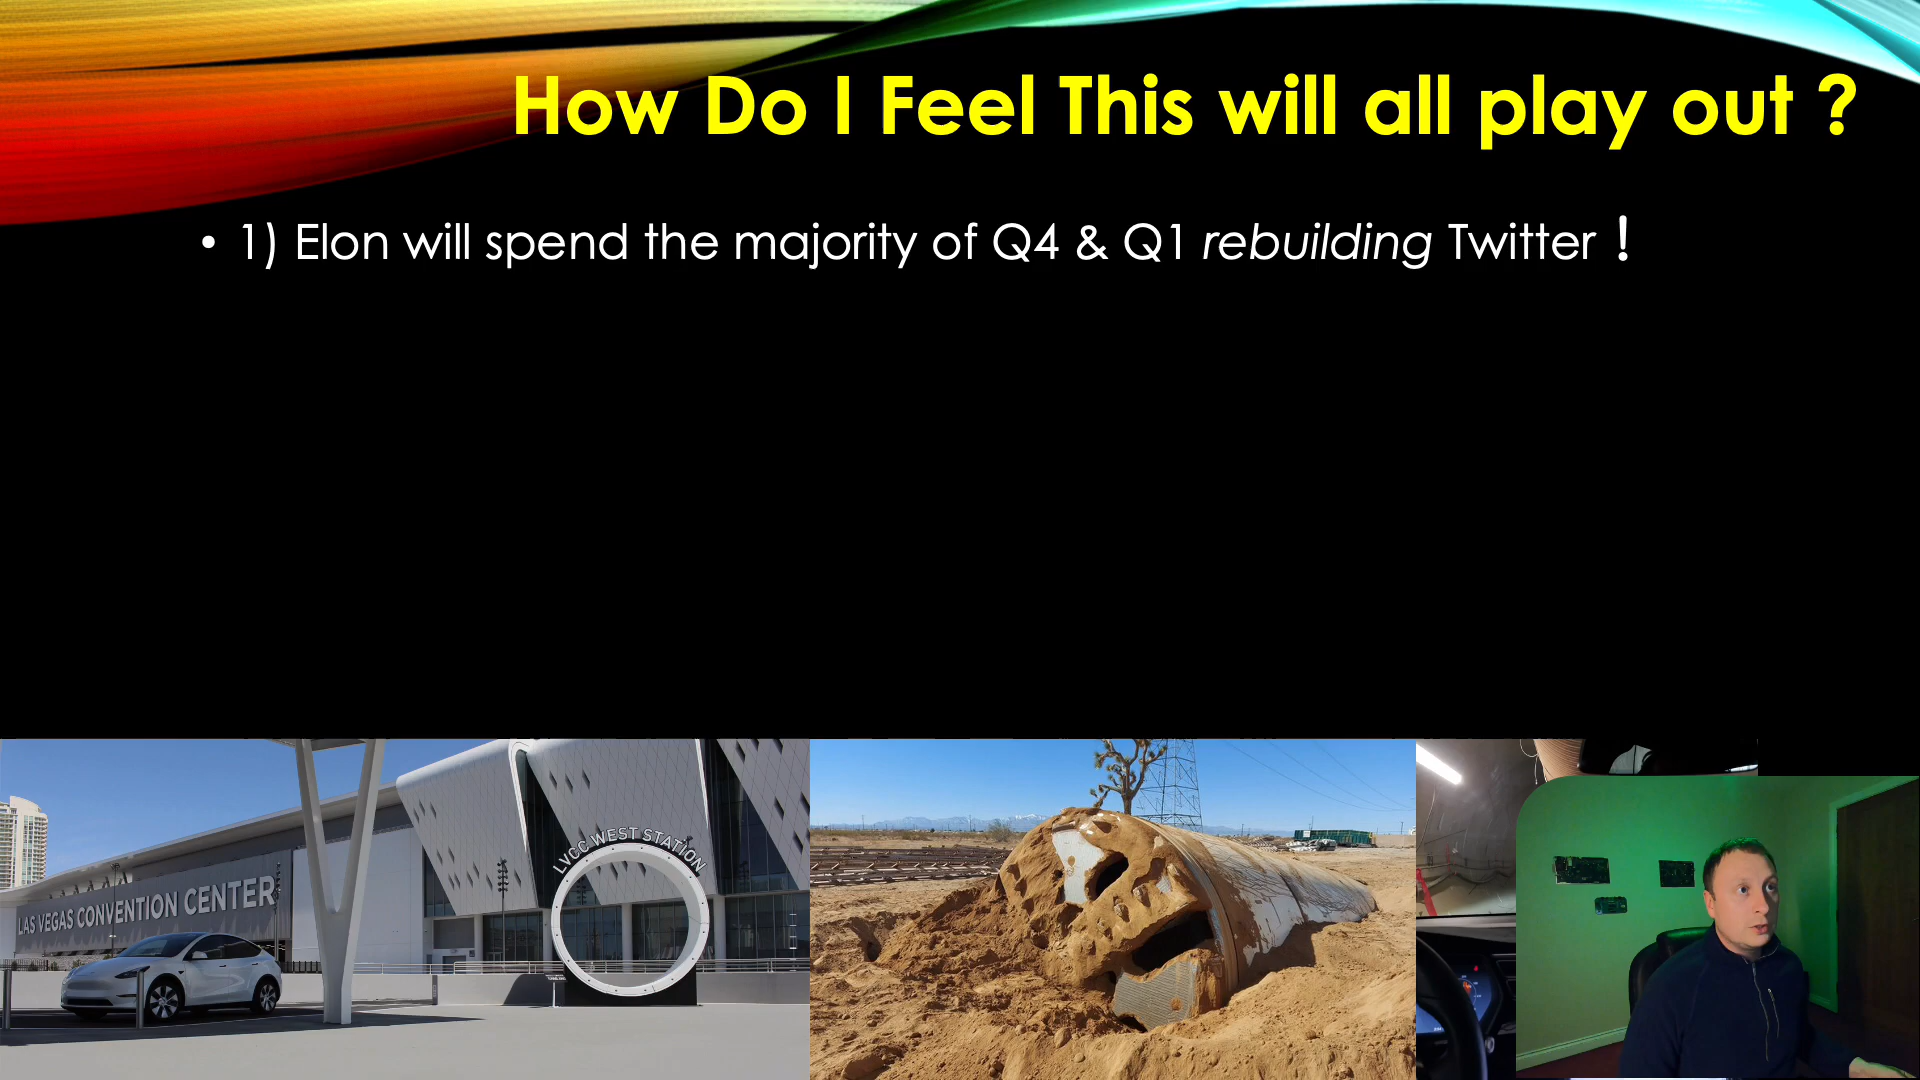 How Do I Feel This will all play out ?
• 1) Elon will spend the majority of Q4 & Q1 rebuilding Twitter !
LVCC WEST STATION
LAS VEGAS CONVENTION CENTER